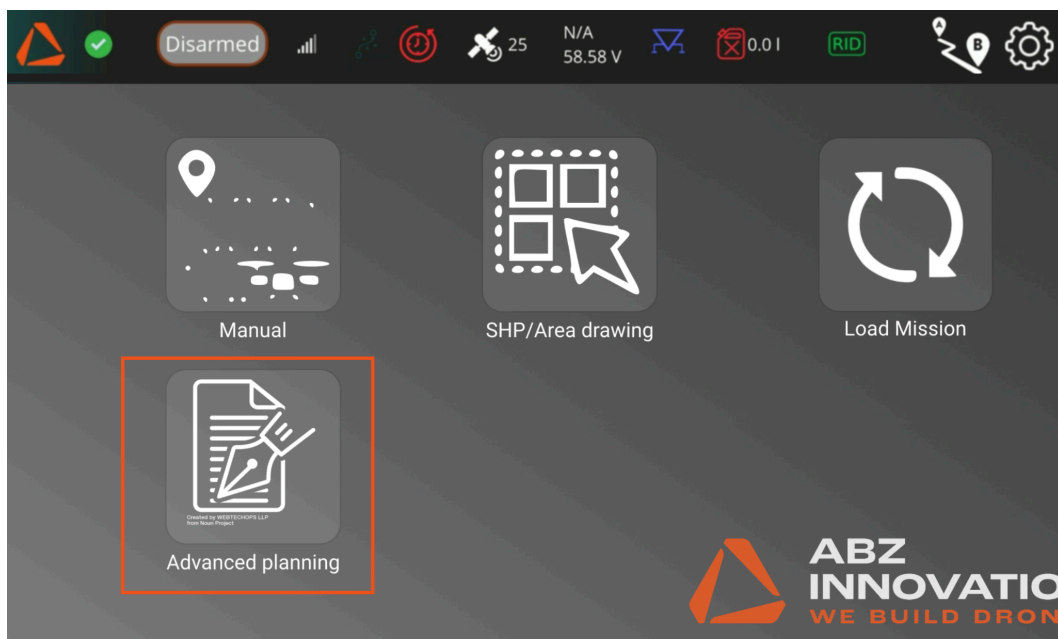 Disarmed
25
N/A
58.58 V
0.0 l
RID
A
B
Manual
SHP/Area drawing
Load Mission
Created by WEBTECHOPS LLP
from Noun Project
Advanced planning
ABZ
INNOVATIO
WE BUILD DRON